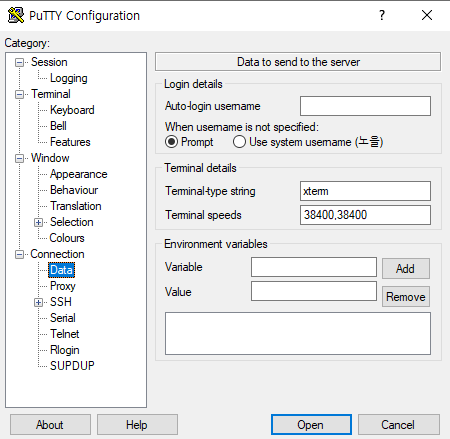 PuTTY Configuration
Category:
Session
Logging
Terminal
Keyboard
Bell
Features
Window
Appearance
Behaviour
Translation
Selection
Colours
Connection
Data
Proxy
SSH
Serial
Telnet
Rlogin
SUPDUP
Data to send to the server
Login details
Auto-login username
When username is not specified:
Prompt Use system username (노을)
Terminal details
Terminal-type string xterm
Terminal speeds 38400,38400
Environment variables
Variable Add
Value Remove
About Help Open Cancel